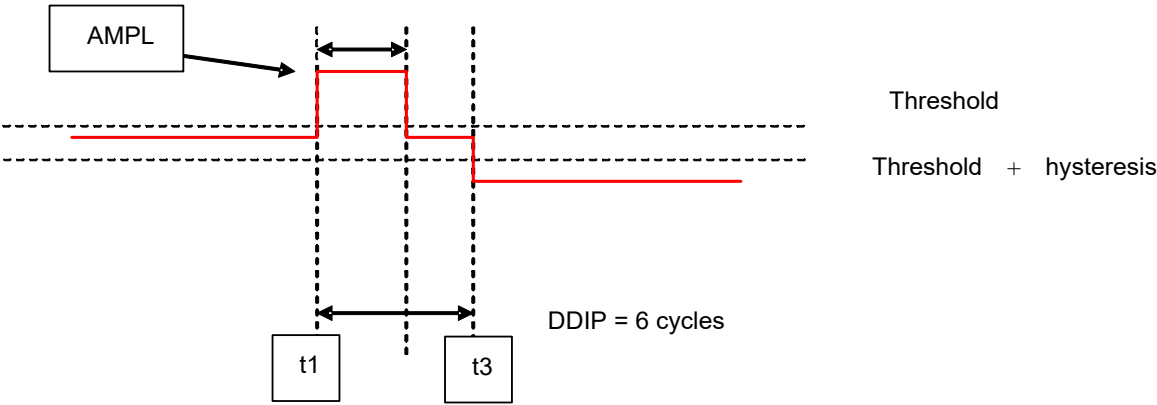 AMPL
Threshold
Threshold + hysteresis
DDIP = 6 cycles
t1
t3